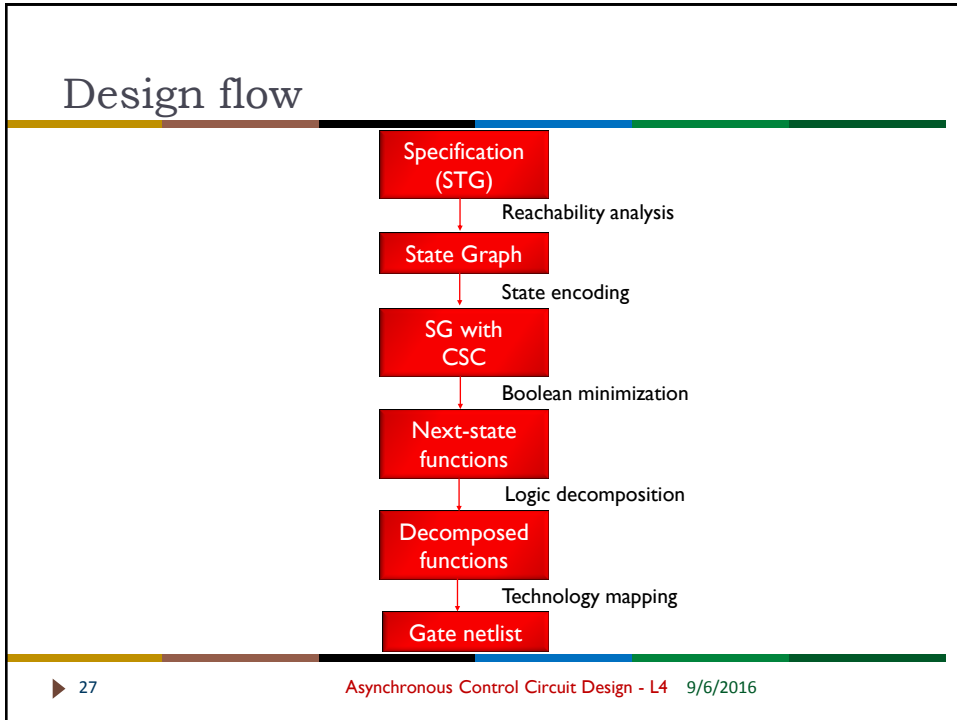 Design flow
Specification
(STG)
Reachability analysis
State Graph
State encoding
SG with
CSC
Boolean minimization
Next-state
functions
Logic decomposition
Decomposed
functions
Technology mapping
Gate netlist
27 Asynchronous Control Circuit Design - L4 9/6/2016